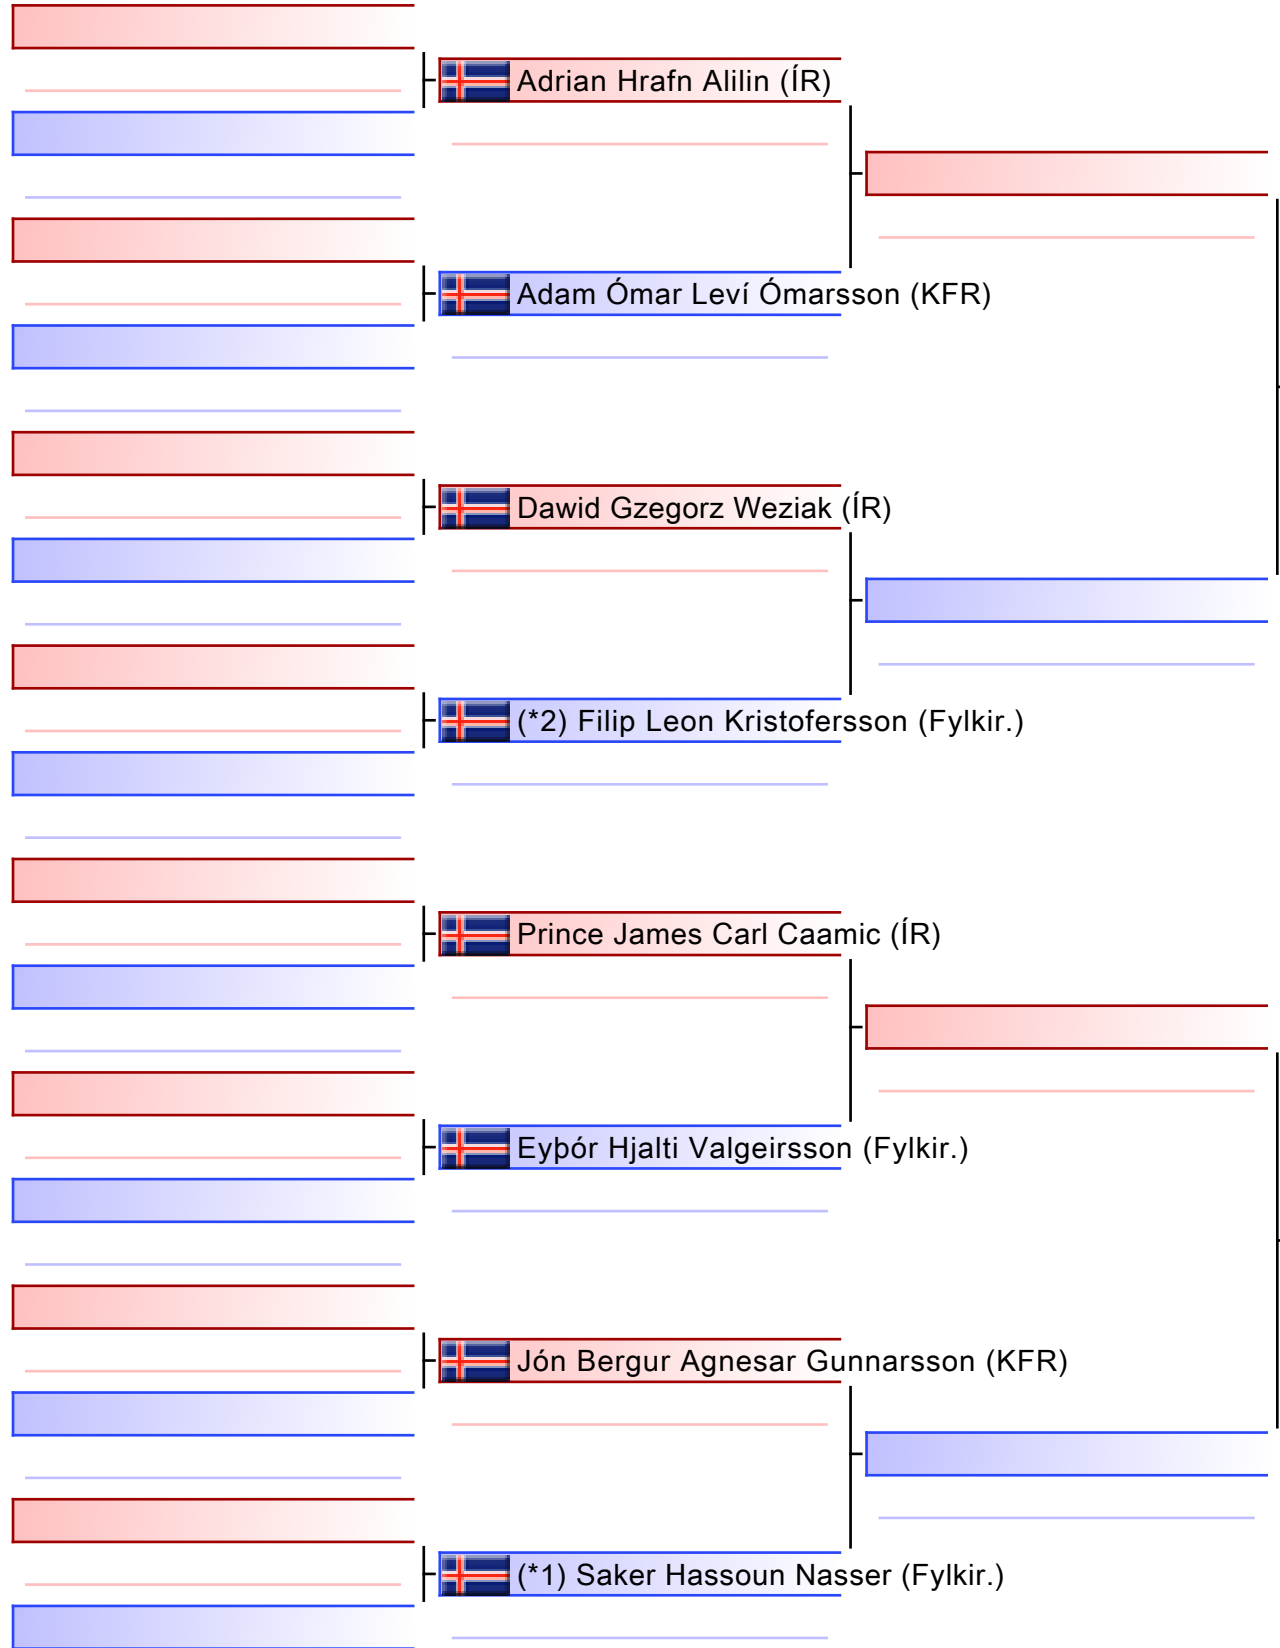 Adrian Hrafn Alilin (ÍR)
Adam Ómar Leví Ómarsson (KFR)
Dawid Gzegorz Weziak (ÍR)
(*2) Filip Leon Kristofersson (Fylkir.)
Prince James Carl Caamic (ÍR)
Eyþór Hjalti Valgeirsson (Fylkir.)
Jón Bergur Agnesar Gunnarsson (KFR)
(*1) Saker Hassoun Nasser (Fylkir.)